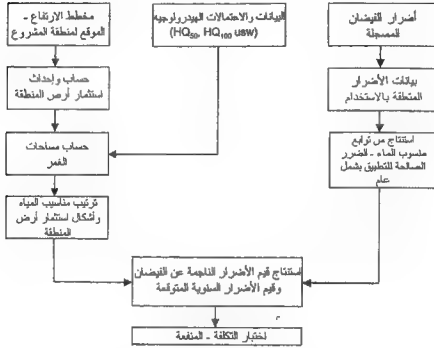 مخطط الارتفاع -
الموقع لمنطقة المشروع
البيانات والاحتمالات الهيدرولوجيه
(HQ50, HQ100 usw)
أضرار الفيضان
المسجلة
حساب وإحداث
استثمار أرض المنطقة
بيانات الأضرار
المتعلقة بالاستخدام
حساب مساحات
الغمر
استنتاج من توابع
منسوب الماء - الضرر
الصالحة للتطبيق بشمل
عام
ترتيب مناسيب المياه
وأشكال استثمار أرض
المنطقة
استنتاج قيم الأضرار الناجمة عن الفيضان
وقيم الأضرار السنوية المتوقعة
اختبار التكلفة - المنفعة